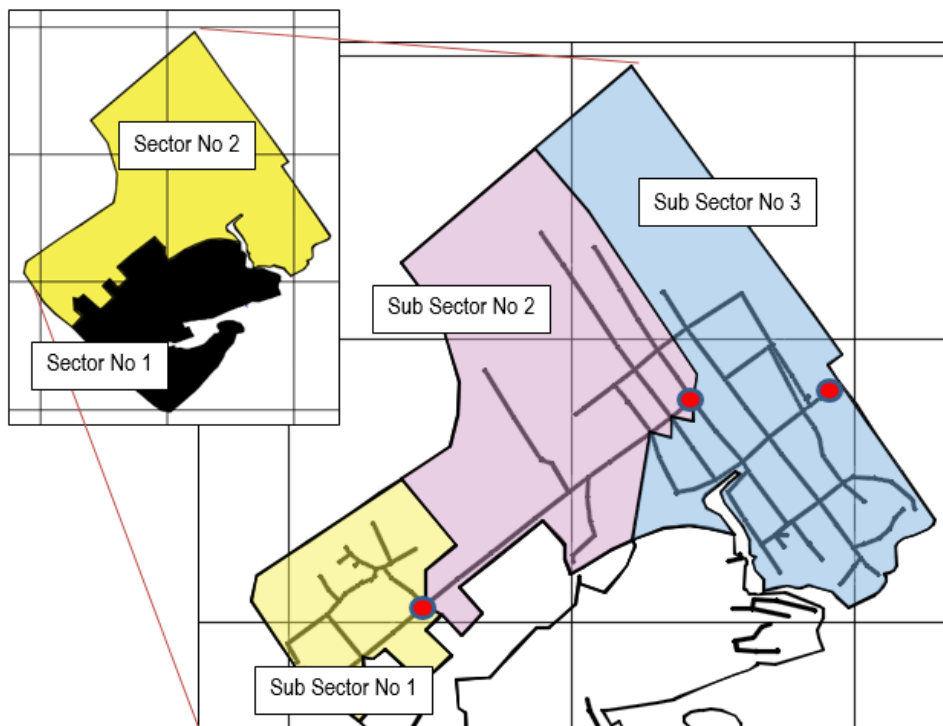 Sector No 2
Sector No 1
Sub Sector No 3
Sub Sector No 2
Sub Sector No 1